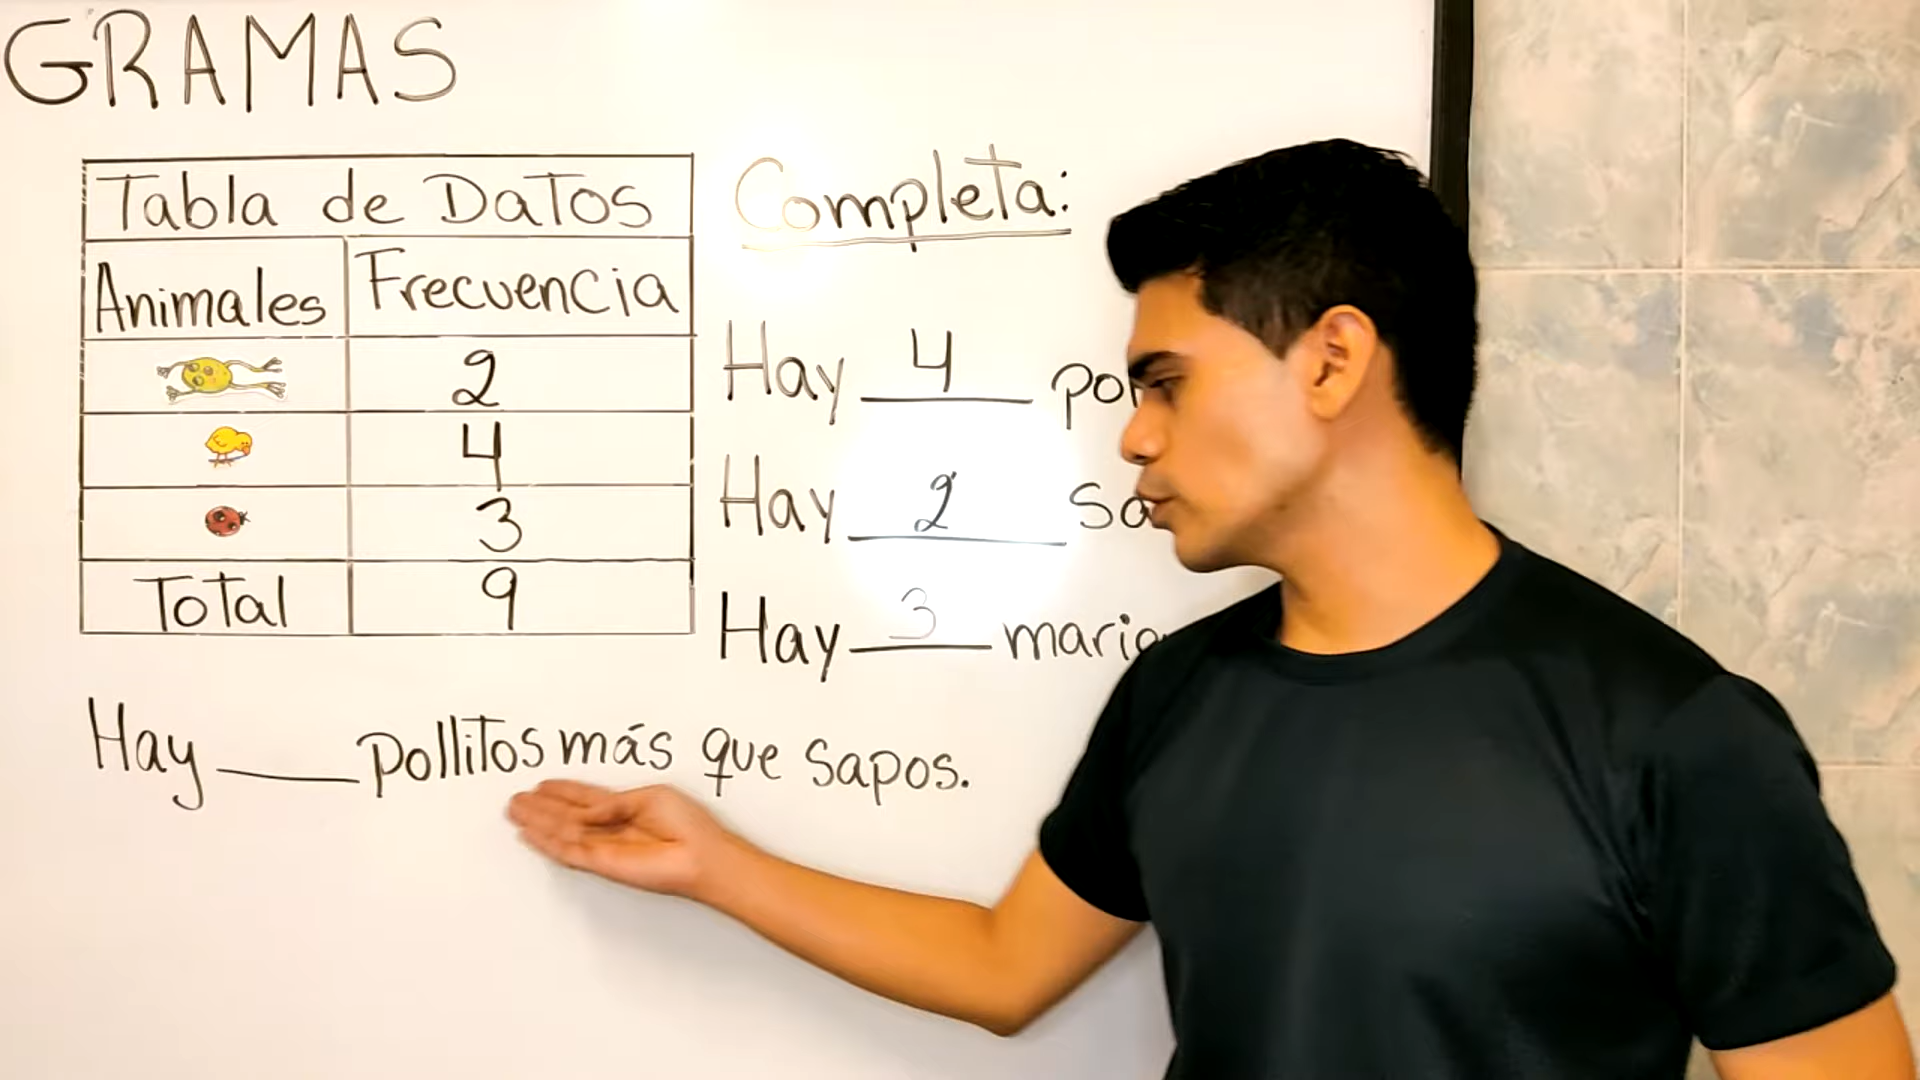 GRAMAS
Tabla de Datos
Animales Frecuencia
2
4
3
Total 9
Completa:
Hay 4
Hay 2
Hay 3
Hay ___ pollitos más que sapos.